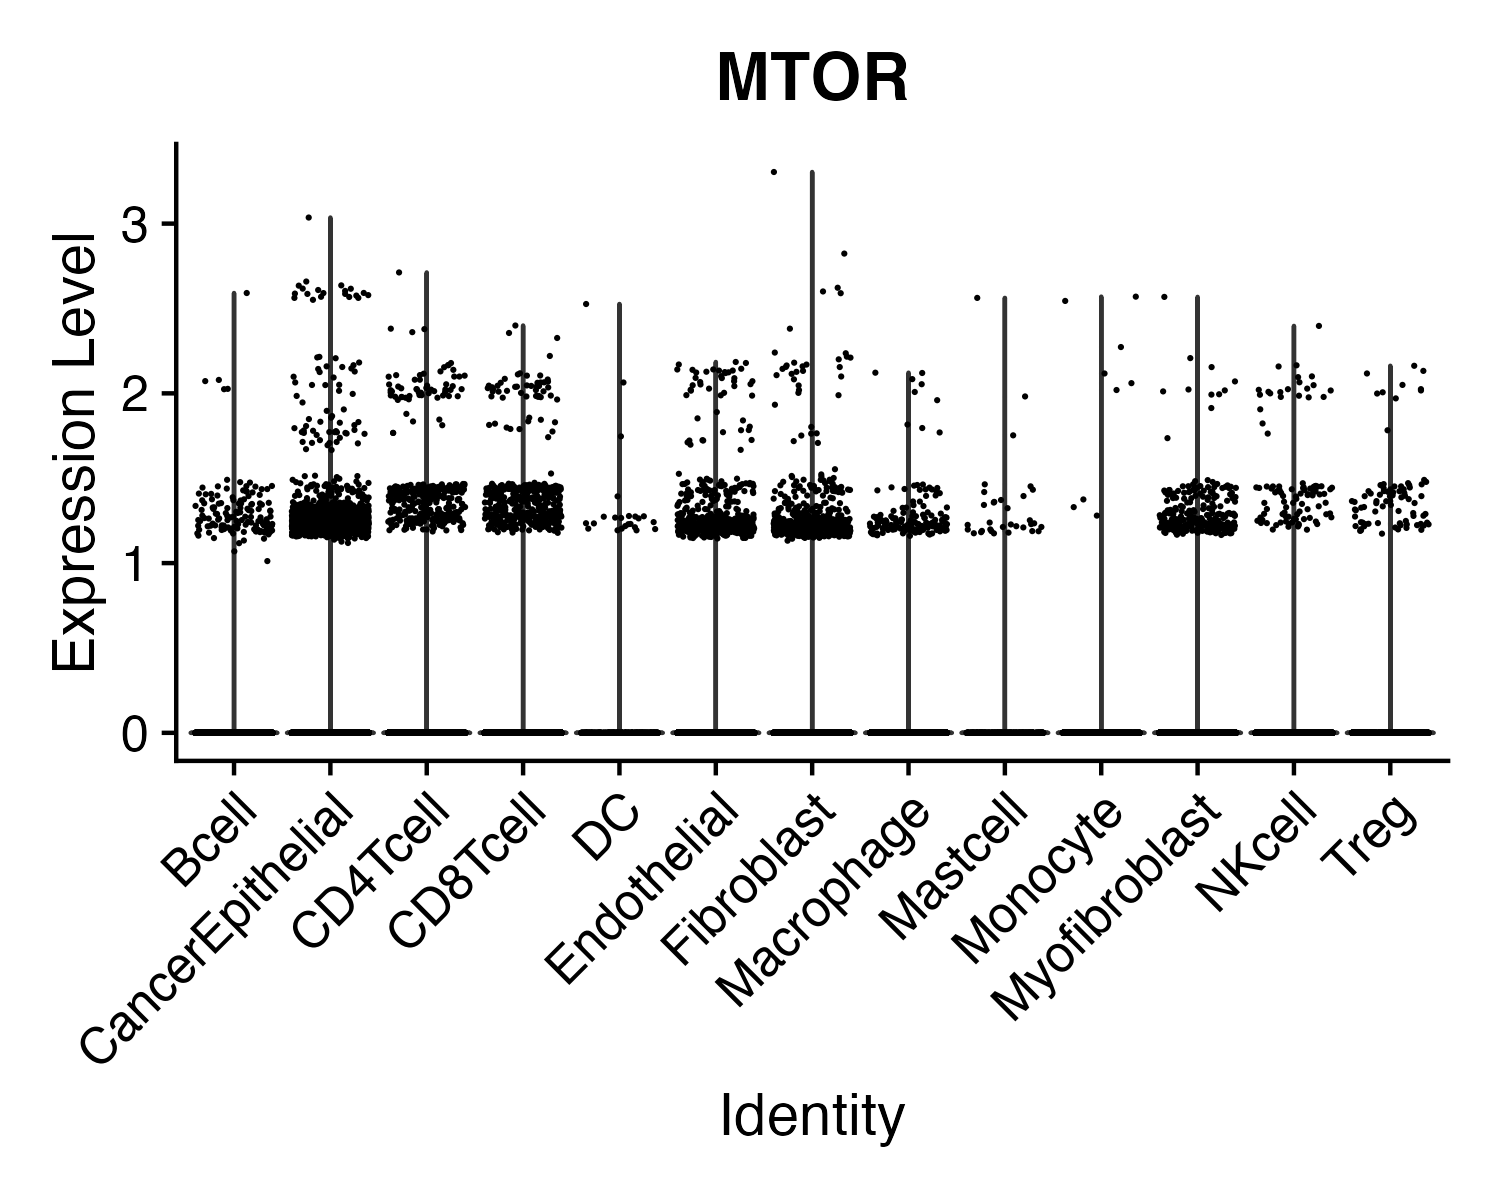 MTOR
Expression Level
3
2
1
0
Bcell
CancerEpithelial
CD4Tcell
CD8Tcell
DC
Endothelial
Fibroblast
Macrophage
Mastcell
Monocyte
Myofibroblast
NKcell
Treg
Identity